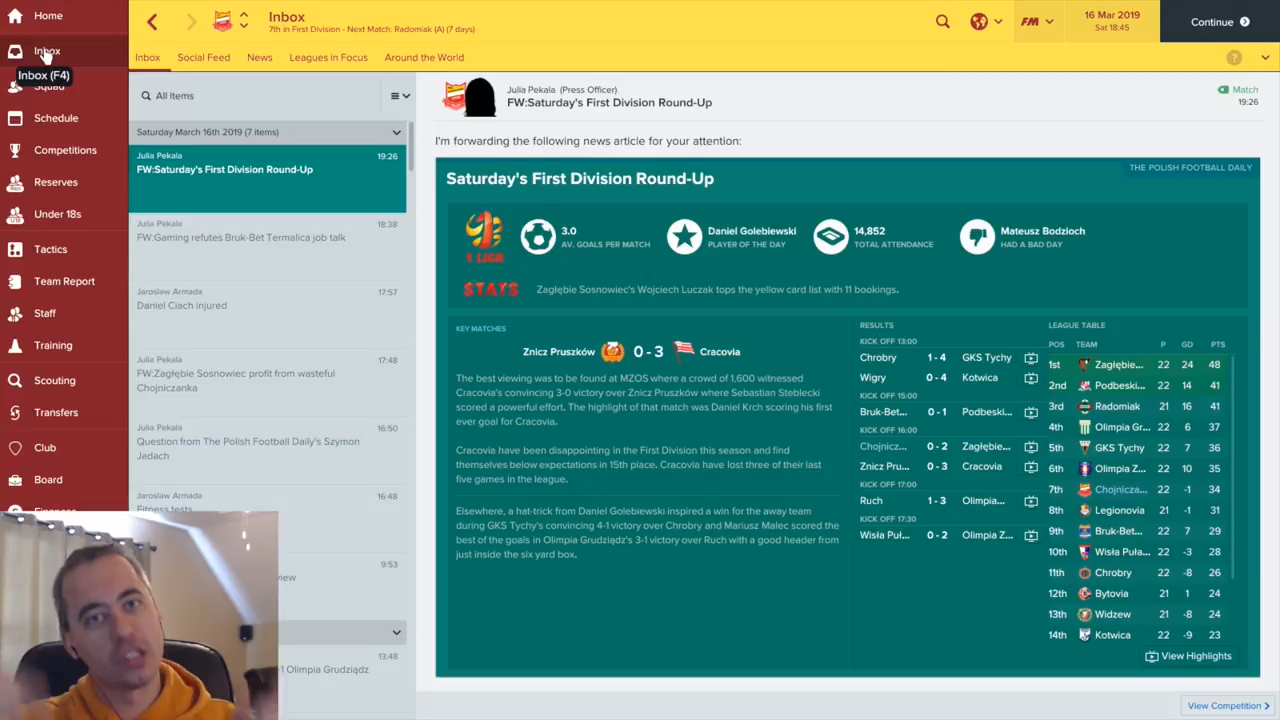 Home
Inbox
Inbox (F4)
Squad
Schedule
Competitions
Reserves
Under 18s
Tactics
Team Report
Staff
Training
Scouting
Transfers
Club
Board
Finances
Inbox
7th in First Division - Next Match: Radomiak (A) (7 days)
FM
16 Mar 2019
Sat 18:45
Continue
Inbox
Social Feed
News
Leagues in Focus
Around the World
?
All Items
Saturday March 16th 2019 (7 items)
Julia Pekala 19:26
FW:Saturday's First Division Round-Up
Julia Pekala 18:38
FW:Gaming refutes Bruk-Bet Termalica job talk
Jaroslaw Armada 17:57
Daniel Ciach injured
Julia Pekala 17:48
FW:Zagłębie Sosnowiec profit from wasteful
Chojniczanka
Julia Pekala 16:50
Question from The Polish Football Daily's Szymon
Jadach
Jaroslaw Armada 16:48
Fitness tests
9:53
13:48
1 Olimpia Grudziądz
Julia Pekala (Press Officer)
FW:Saturday's First Division Round-Up
Match
19:26
I'm forwarding the following news article for your attention:
THE POLISH FOOTBALL DAILY
Saturday's First Division Round-Up
1 LIGA
3.0
AV. GOALS PER MATCH
Daniel Golebiewski
PLAYER OF THE DAY
14,852
TOTAL ATTENDANCE
Mateusz Bodzioch
HAD A BAD DAY
STATS
Zagłębie Sosnowiec's Wojciech Luczak tops the yellow card list with 11 bookings.
KEY MATCHES
Znicz Pruszków 0 - 3 Cracovia
The best viewing was to be found at MZOS where a crowd of 1,600 witnessed
Cracovia's convincing 3-0 victory over Znicz Pruszków where Sebastian Steblecki
scored a powerful effort. The highlight of that match was Daniel Krch scoring his first
ever goal for Cracovia.
Cracovia have been disappointing in the First Division this season and find
themselves below expectations in 15th place. Cracovia have lost three of their last
five games in the league.
Elsewhere, a hat-trick from Daniel Golebiewski inspired a win for the away team
during GKS Tychy's convincing 4-1 victory over Chrobry and Mariusz Malec scored the
best of the goals in Olimpia Grudziądz's 3-1 victory over Ruch with a good header from
just inside the six yard box.
RESULTS
KICK OFF 13:00
Chrobry 1 - 4 GKS Tychy
Wigry 0 - 4 Kotwica
KICK OFF 15:00
Bruk-Bet... 0 - 1 Podbeski...
KICK OFF 16:00
Chojnicz... 0 - 2 Zagłębie...
Znicz Pru... 0 - 3 Cracovia
KICK OFF 17:00
Ruch 1 - 3 Olimpia...
KICK OFF 17:30
Wisła Puł... 0 - 2 Olimpia Z...
LEAGUE TABLE
POS TEAM P GD PTS
1st Zagłębie... 22 24 48
2nd Podbeski... 22 14 41
3rd Radomiak 21 16 41
4th Olimpia Gr... 22 6 37
5th GKS Tychy 22 7 36
6th Olimpia Z... 22 10 35
7th Chojnicza... 22 -1 34
8th Legionovia 21 -1 31
9th Bruk-Bet... 22 7 29
10th Wisła Puła... 22 -3 28
11th Chrobry 22 -8 26
12th Bytovia 21 1 24
13th Widzew 21 -8 24
14th Kotwica 22 -9 23
View Highlights
View Competition